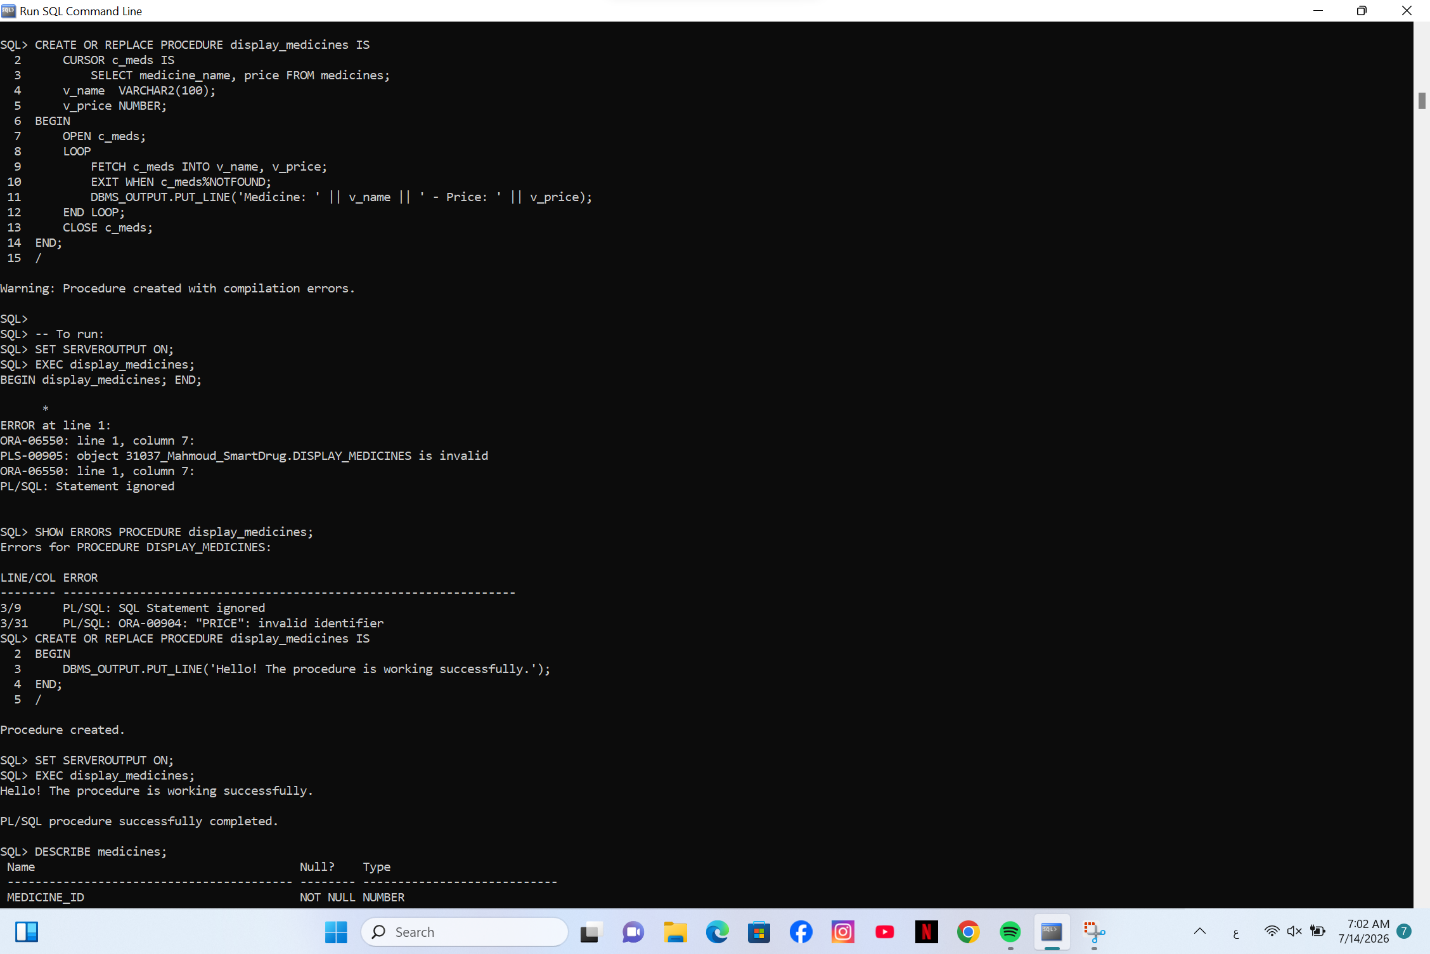 Run SQL Command Line
SQL> CREATE OR REPLACE PROCEDURE display_medicines IS
  2      CURSOR c_meds IS
  3          SELECT medicine_name, price FROM medicines;
  4      v_name  VARCHAR2(100);
  5      v_price NUMBER;
  6  BEGIN
  7      OPEN c_meds;
  8      LOOP
  9          FETCH c_meds INTO v_name, v_price;
 10          EXIT WHEN c_meds%NOTFOUND;
 11          DBMS_OUTPUT.PUT_LINE('Medicine: ' || v_name || ' - Price: ' || v_price);
 12      END LOOP;
 13      CLOSE c_meds;
 14  END;
 15  /
Warning: Procedure created with compilation errors.
SQL>
SQL> -- To run:
SQL> SET SERVEROUTPUT ON;
SQL> EXEC display_medicines;
BEGIN display_medicines; END;
*
ERROR at line 1:
ORA-06550: line 1, column 7:
PLS-00905: object 31037_Mahmoud_SmartDrug.DISPLAY_MEDICINES is invalid
ORA-06550: line 1, column 7:
PL/SQL: Statement ignored
SQL> SHOW ERRORS PROCEDURE display_medicines;
Errors for PROCEDURE DISPLAY_MEDICINES:
LINE/COL ERROR
-------- -----------------------------------------------------------------
3/9      PL/SQL: SQL Statement ignored
3/31     PL/SQL: ORA-00904: "PRICE": invalid identifier
SQL> CREATE OR REPLACE PROCEDURE display_medicines IS
  2  BEGIN
  3      DBMS_OUTPUT.PUT_LINE('Hello! The procedure is working successfully.');
  4  END;
  5  /
Procedure created.
SQL> SET SERVEROUTPUT ON;
SQL> EXEC display_medicines;
Hello! The procedure is working successfully.
PL/SQL procedure successfully completed.
SQL> DESCRIBE medicines;
 Name                                      Null?    Type
 ----------------------------------------- -------- ----------------------------
 MEDICINE_ID                               NOT NULL NUMBER
Search
ع
7:02 AM
7/14/2026
7